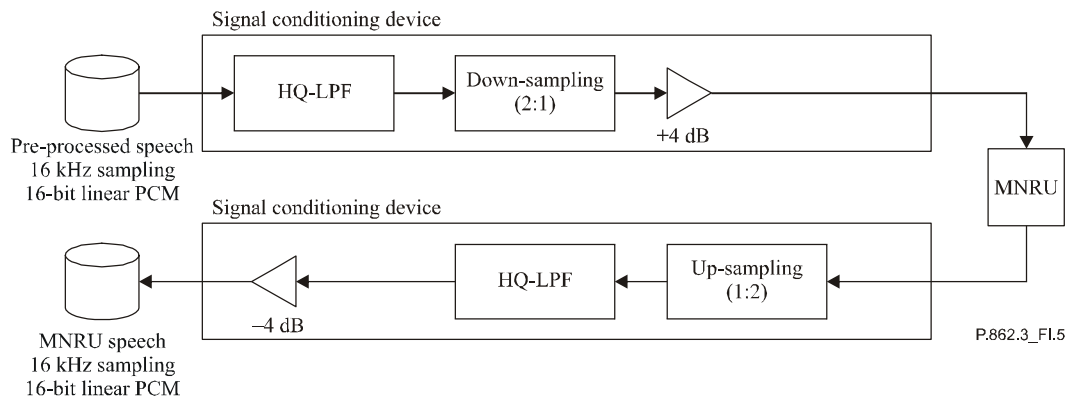 Signal conditioning device
HQ-LPF
Down-sampling
(2:1)
+4 dB
Pre-processed speech
16 kHz sampling
16-bit linear PCM
MNRU
Signal conditioning device
Up-sampling
(1:2)
HQ-LPF
–4 dB
MNRU speech
16 kHz sampling
16-bit linear PCM
P.862.3_FI.5